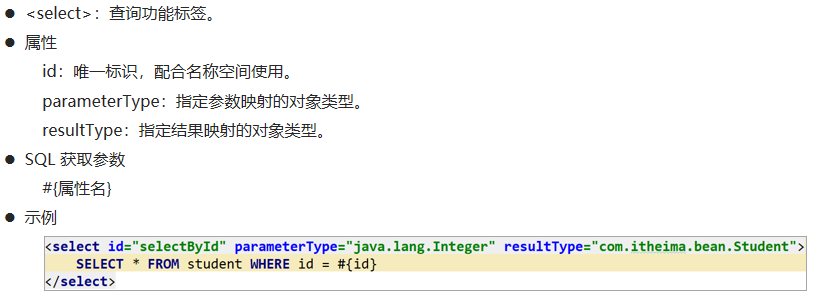 ● <select>：查询功能标签。
● 属性
id：唯一标识，配合名称空间使用。
parameterType：指定参数映射的对象类型。
resultType：指定结果映射的对象类型。
● SQL 获取参数
#{属性名}
● 示例
<select id="selectById" parameterType="java.lang.Integer" resultType="com.itheima.bean.Student">
SELECT * FROM student WHERE id = #{id}
</select>